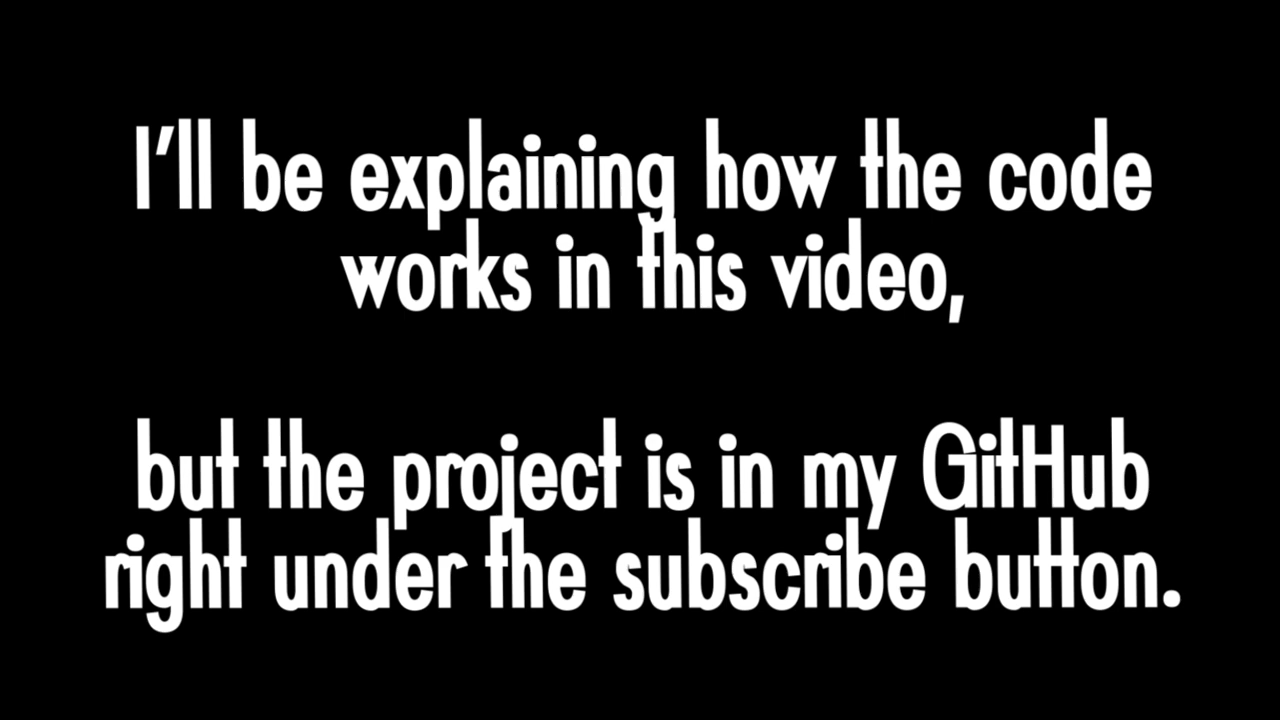 I'll be explaining how the code
works in this video,
but the project is in my GitHub
right under the subscribe button.